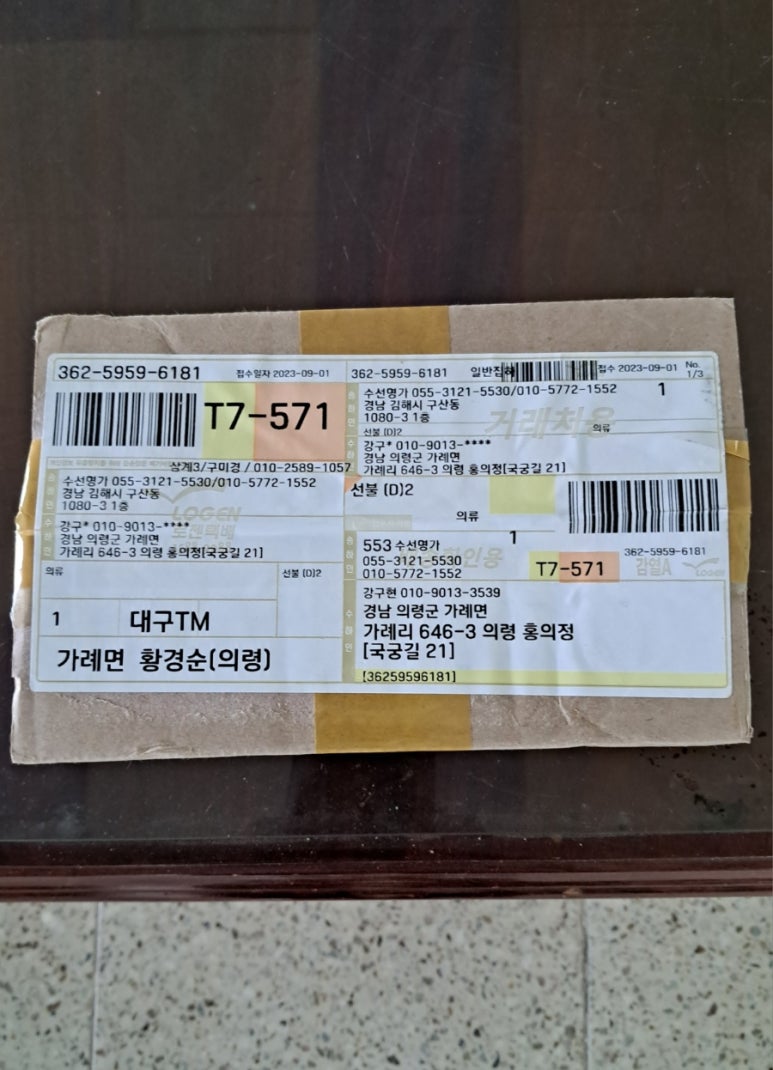 362-5959-6181 접수일자 2023-09-01
T7-571
삼계3/구미경 / 010-2589-1057
수선명가 055-3121-5530/010-5772-1552
경남 김해시 구산동
1080-3 1층
LOGEN
로젠택배
강구* 010-9013-****
경남 의령군 가례면
가례리 646-3 의령 홍의정[국궁길 21]
의류
선불 (D)2
1
대구TM
가례면 황경순(의령)
362-5959-6181 일반집하 접수 2023-09-01 No. 1/3
송하인
수선명가 055-3121-5530/010-5772-1552 1
경남 김해시 구산동
1080-3 1층
거래처용
선불 (D)2 의류
수하인
강구* 010-9013-****
경남 의령군 가례면
가례리 646-3 의령 홍의정[국궁길 21]
선불 (D)2
의류
1
553 수선명가
055-3121-5530
010-5772-1552
T7-571
362-5959-6181
감열A
LOGEN
강구현 010-9013-3539
경남 의령군 가례면
가례리 646-3 의령 홍의정
[국궁길 21]
[36259596181]